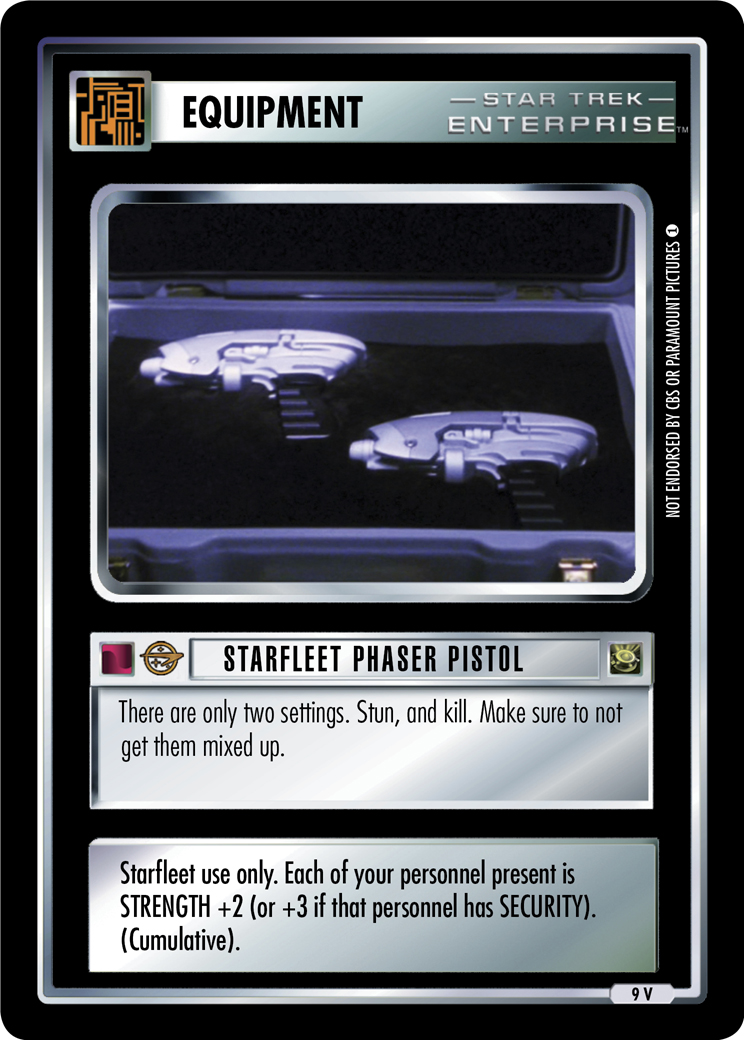 EQUIPMENT
— STAR TREK —
ENTERPRISE™
NOT ENDORSED BY CBS OR PARAMOUNT PICTURES 1
STARFLEET PHASER PISTOL
There are only two settings. Stun, and kill. Make sure to not
get them mixed up.
Starfleet use only. Each of your personnel present is
STRENGTH +2 (or +3 if that personnel has SECURITY).
(Cumulative).
9 V